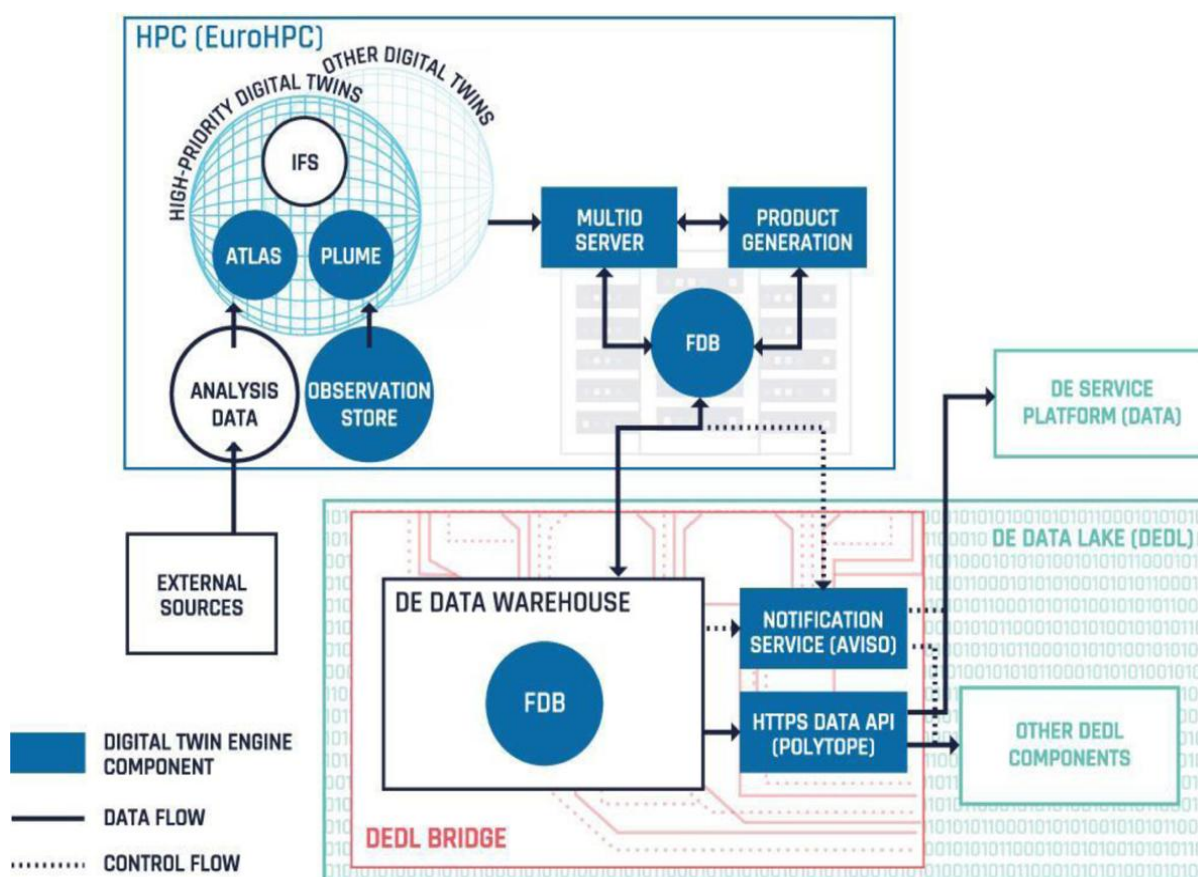 HPC (EuroHPC)
OTHER DIGITAL TWINS
HIGH-PRIORITY DIGITAL TWINS
IFS
ATLAS
PLUME
MULTIO
SERVER
PRODUCT
GENERATION
FDB
ANALYSIS
DATA
OBSERVATION
STORE
DE SERVICE
PLATFORM (DATA)
EXTERNAL
SOURCES
DE DATA LAKE (DEDL)
DE DATA WAREHOUSE
FDB
NOTIFICATION
SERVICE (AVISO)
HTTPS DATA API
(POLYTOPE)
OTHER DEDL
COMPONENTS
DEDL BRIDGE
DIGITAL TWIN ENGINE
COMPONENT
DATA FLOW
CONTROL FLOW